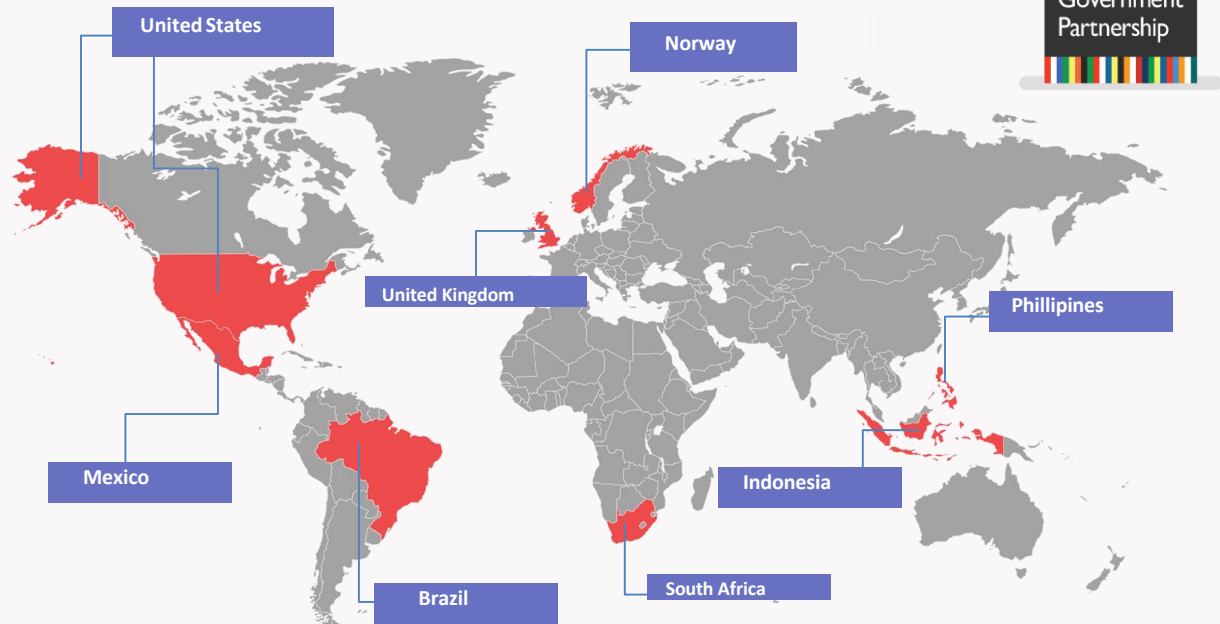 Government
Partnership
United States
Norway
United Kingdom
Phillipines
Mexico
Indonesia
Brazil
South Africa